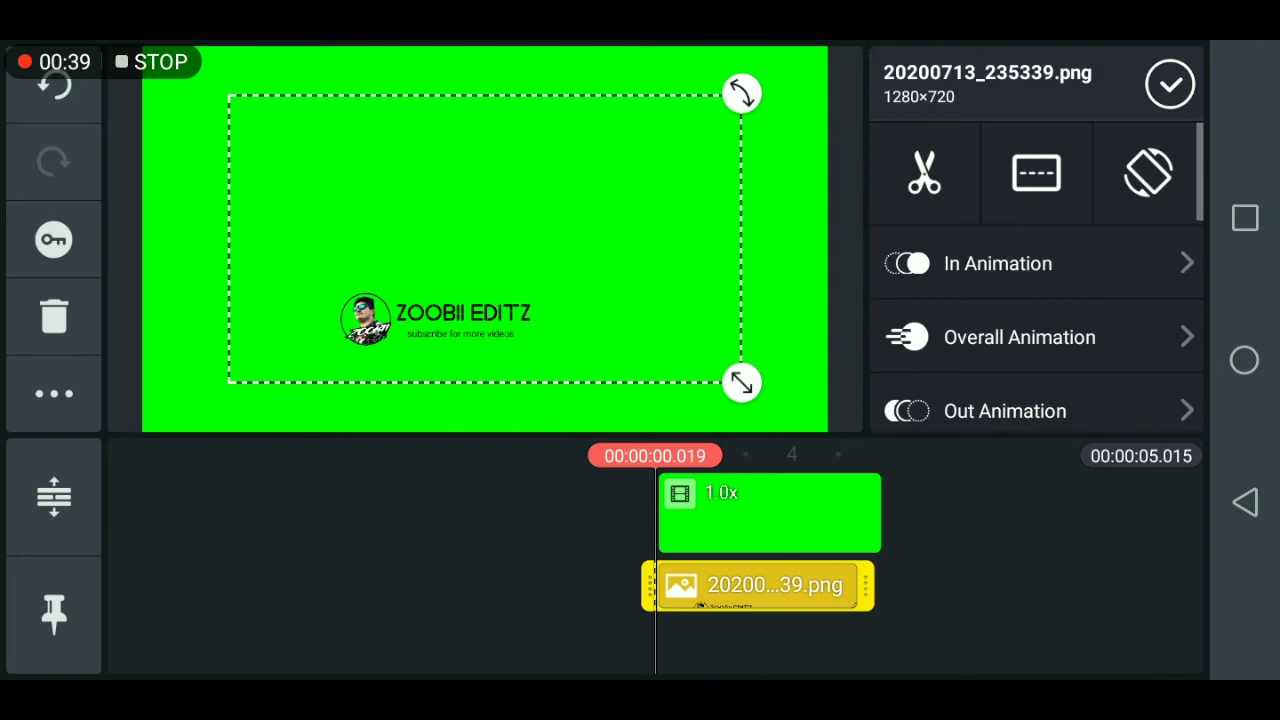 00:39
STOP
20200713_235339.png
1280×720
In Animation
ZOOBII EDITZ
subscribe for more videos
Overall Animation
Out Animation
00:00:00.019
4
00:00:05.015
1.0x
20200...39.png